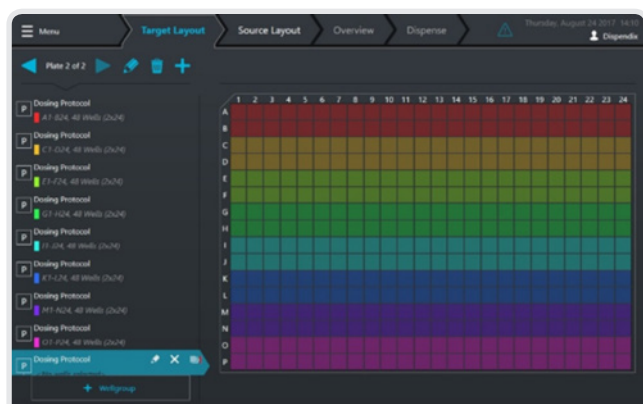 Menu
Target Layout
Source Layout
Overview
Dispense
Thursday, August 24 2017 14:10
Dispendix
Plate 2 of 2
P
Dosing Protocol
A1-B24, 48 Wells (2x24)
P
Dosing Protocol
C1-D24, 48 Wells (2x24)
P
Dosing Protocol
E1-F24, 48 Wells (2x24)
P
Dosing Protocol
G1-H24, 48 Wells (2x24)
P
Dosing Protocol
I1-J24, 48 Wells (2x24)
P
Dosing Protocol
K1-L24, 48 Wells (2x24)
P
Dosing Protocol
M1-N24, 48 Wells (2x24)
P
Dosing Protocol
O1-P24, 48 Wells (2x24)
P
Dosing Protocol
Wellgroup
1 2 3 4 5 6 7 8 9 10 11 12 13 14 15 16 17 18 19 20 21 22 23 24
A
B
C
D
E
F
G
H
I
J
K
L
M
N
O
P